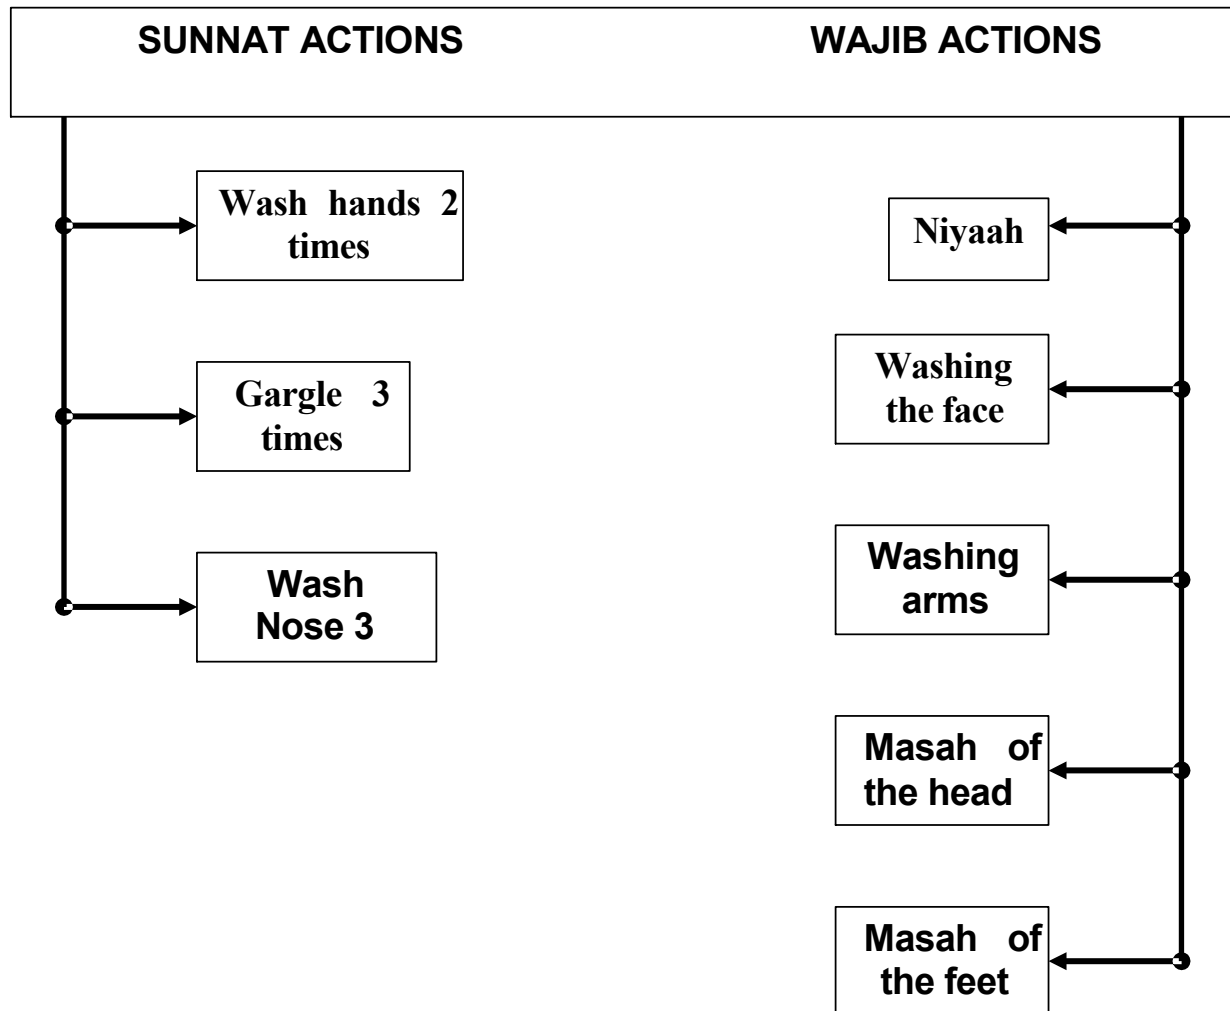 SUNNAT ACTIONS
WAJIB ACTIONS
Wash hands 2
times
Gargle 3
times
Wash
Nose 3
Niyaah
Washing
the face
Washing
arms
Masah of
the head
Masah of
the feet